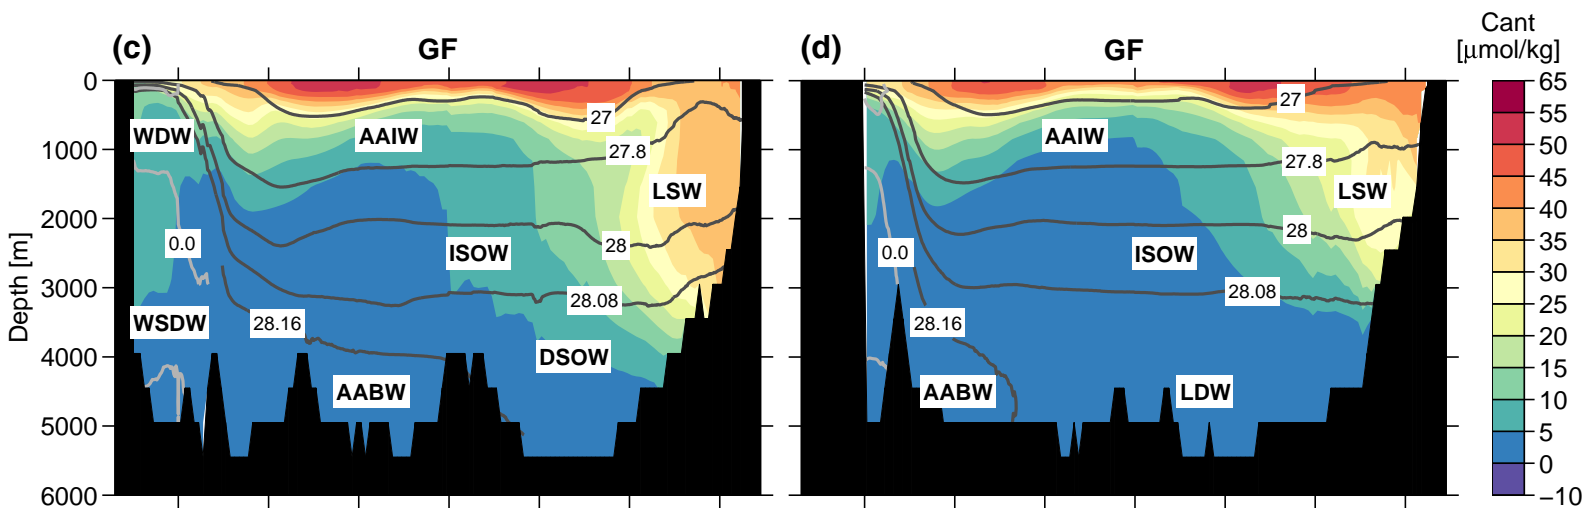 (c) GF (d) GF Cant
[μmol/kg]
0 65
27 27 60
WDW AAIW AAIW 55
1000 27.8 27.8 50
LSW LSW 45
2000 40
0.0 ISOW 28 0.0 ISOW 28 35
Depth [m] 30
3000 28.08 28.08 25
WSDW 28.16 28.16 20
4000 DSOW 15
AABW AABW LDW 10
5000 5
0
6000 −10